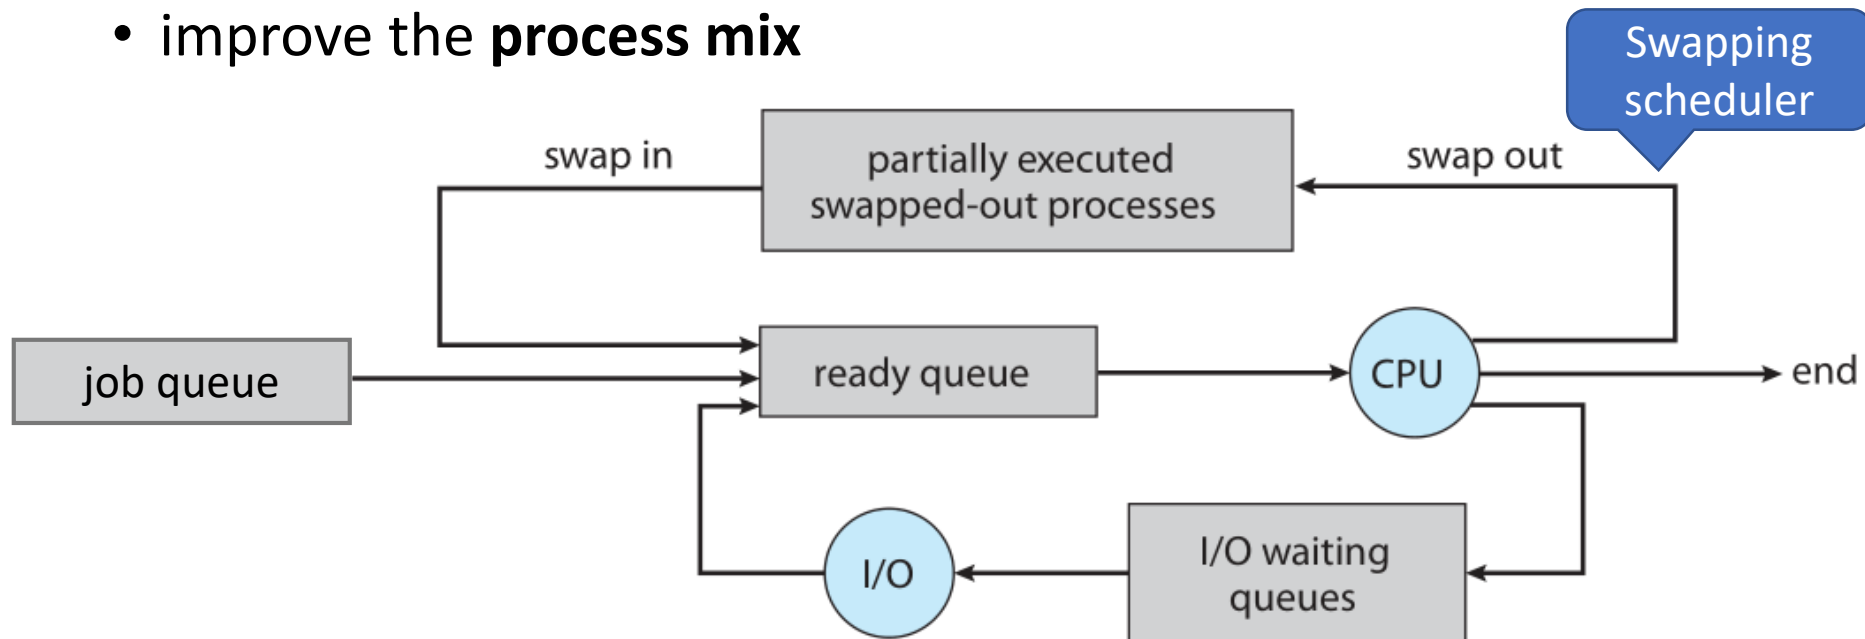 • improve the process mix
Swapping
scheduler
swap in
partially executed
swapped-out processes
swap out
job queue
ready queue
CPU
end
I/O
I/O waiting
queues